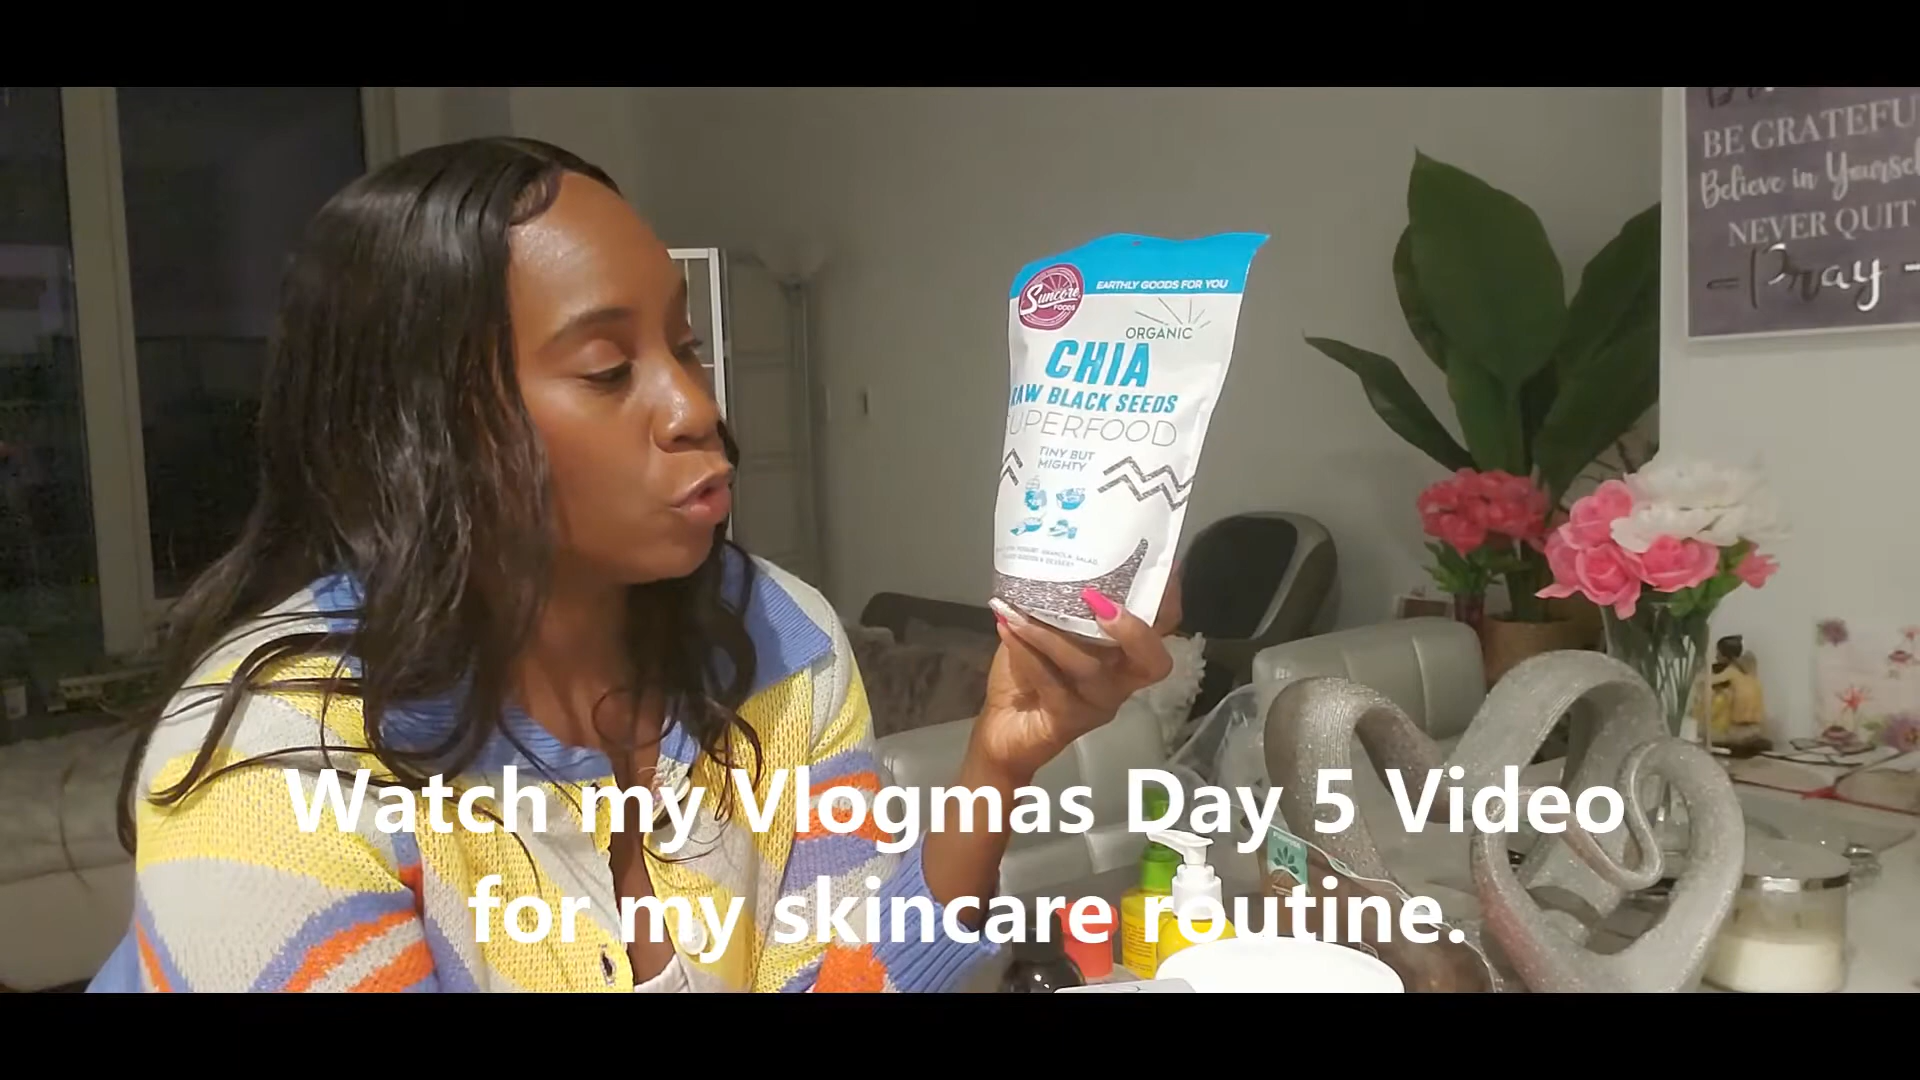 BE GRATEFU
Believe in Yoursel
NEVER QUIT
Pray
Suncore
FOODS
EARTHLY GOODS FOR YOU
ORGANIC
CHIA
RAW BLACK SEEDS
SUPERFOOD
TINY BUT
MIGHTY
Watch my Vlogmas Day 5 Video
for my skincare routine.